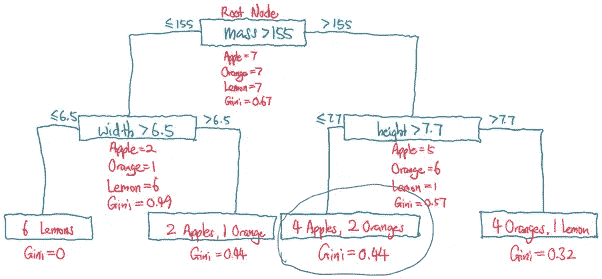 Root Node
≤155
mass > 155
>155
Apple = 7
Orange = 7
Lemon = 7
Gini = 0.67
≤6.5
width > 6.5
>6.5
≤7.7
height > 7.7
>7.7
Apple = 2
Orange = 1
Lemon = 6
Gini = 0.49
Apple = 5
Orange = 6
Lemon = 1
Gini = 0.57
6 Lemons
2 Apples, 1 Orange
4 Apples, 2 Oranges
4 Oranges, 1 Lemon
Gini = 0
Gini = 0.44
Gini = 0.44
Gini = 0.32